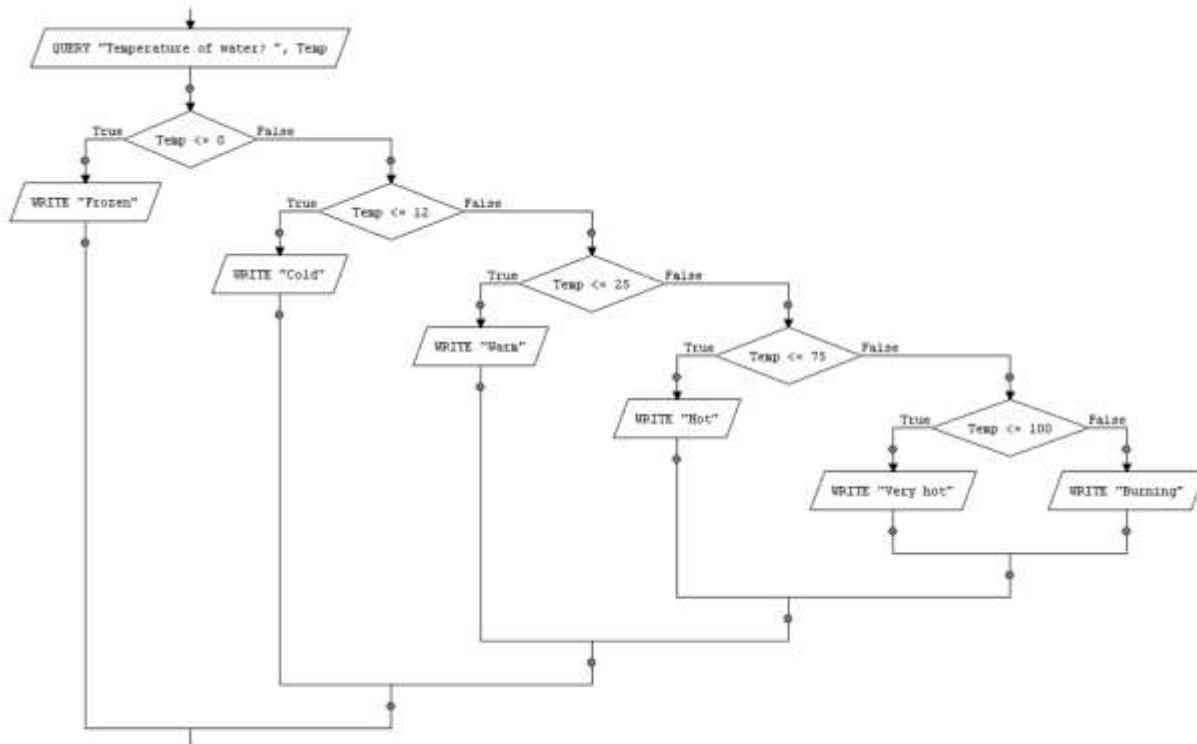 QUERY "Temperature of water? ", Temp
True
Temp <= 0
False
WRITE "Frozen"
True
Temp <= 12
False
WRITE "Cold"
True
Temp <= 25
False
WRITE "Warm"
True
Temp <= 75
False
WRITE "Hot"
True
Temp <= 100
False
WRITE "Very hot"
WRITE "Burning"